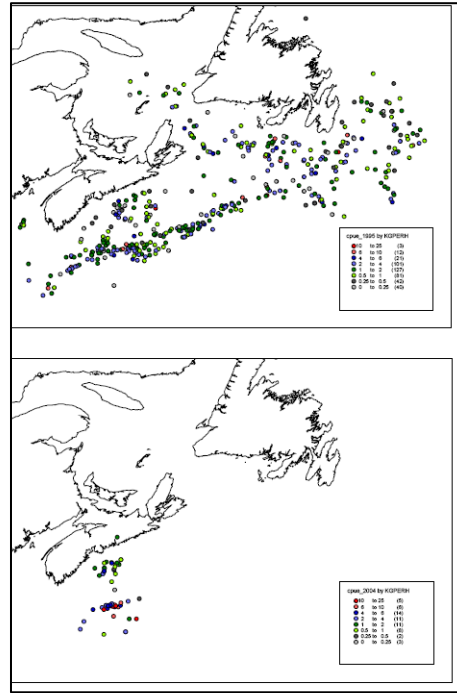 cpue_1995 by KGPERIH
10 to 25 (3)
6 to 10 (12)
4 to 6 (21)
2 to 4 (101)
1 to 2 (127)
0.5 to 1 (81)
0.25 to 0.5 (42)
0 to 0.25 (40)
cpue_2004 by KGPERIH
10 to 25 (5)
6 to 10 (6)
4 to 6 (14)
2 to 4 (11)
1 to 2 (11)
0.5 to 1 (6)
0.25 to 0.5 (2)
0 to 0.25 (3)